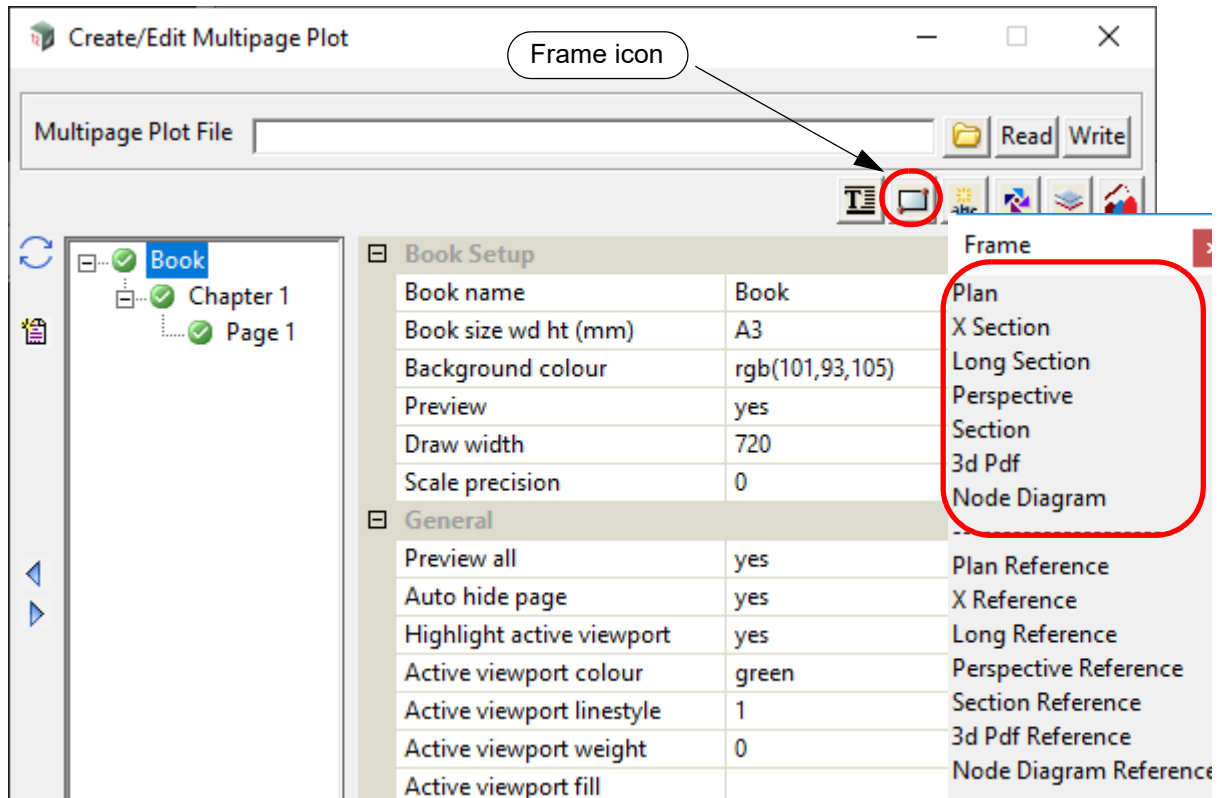 Create/Edit Multipage Plot
Frame icon
Multipage Plot File
Read Write
T
abc
Frame
Book
Chapter 1
Page 1
Book Setup
Book name Book
Book size wd ht (mm) A3
Background colour rgb(101,93,105)
Preview yes
Draw width 720
Scale precision 0
General
Preview all yes
Auto hide page yes
Highlight active viewport yes
Active viewport colour green
Active viewport linestyle 1
Active viewport weight 0
Active viewport fill
Plan
X Section
Long Section
Perspective
Section
3d Pdf
Node Diagram
Plan Reference
X Reference
Long Reference
Perspective Reference
Section Reference
3d Pdf Reference
Node Diagram Reference